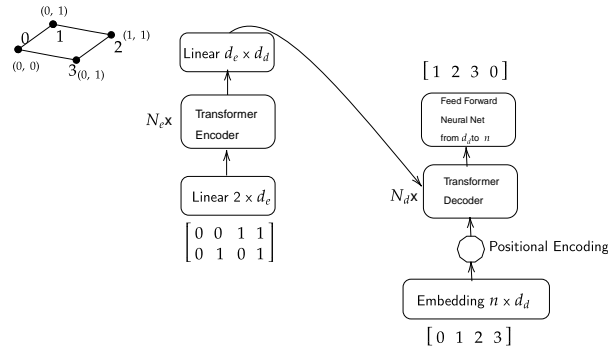 (0, 1)
0
1
2
(1, 1)
(0, 0)
3
(0, 1)
Linear d_e × d_d
N_e x
Transformer
Encoder
Linear 2 × d_e
[0 0 1 1
0 1 0 1]
[1 2 3 0]
Feed Forward
Neural Net
from d_d to n
N_d x
Transformer
Decoder
Positional Encoding
Embedding n × d_d
[0 1 2 3]